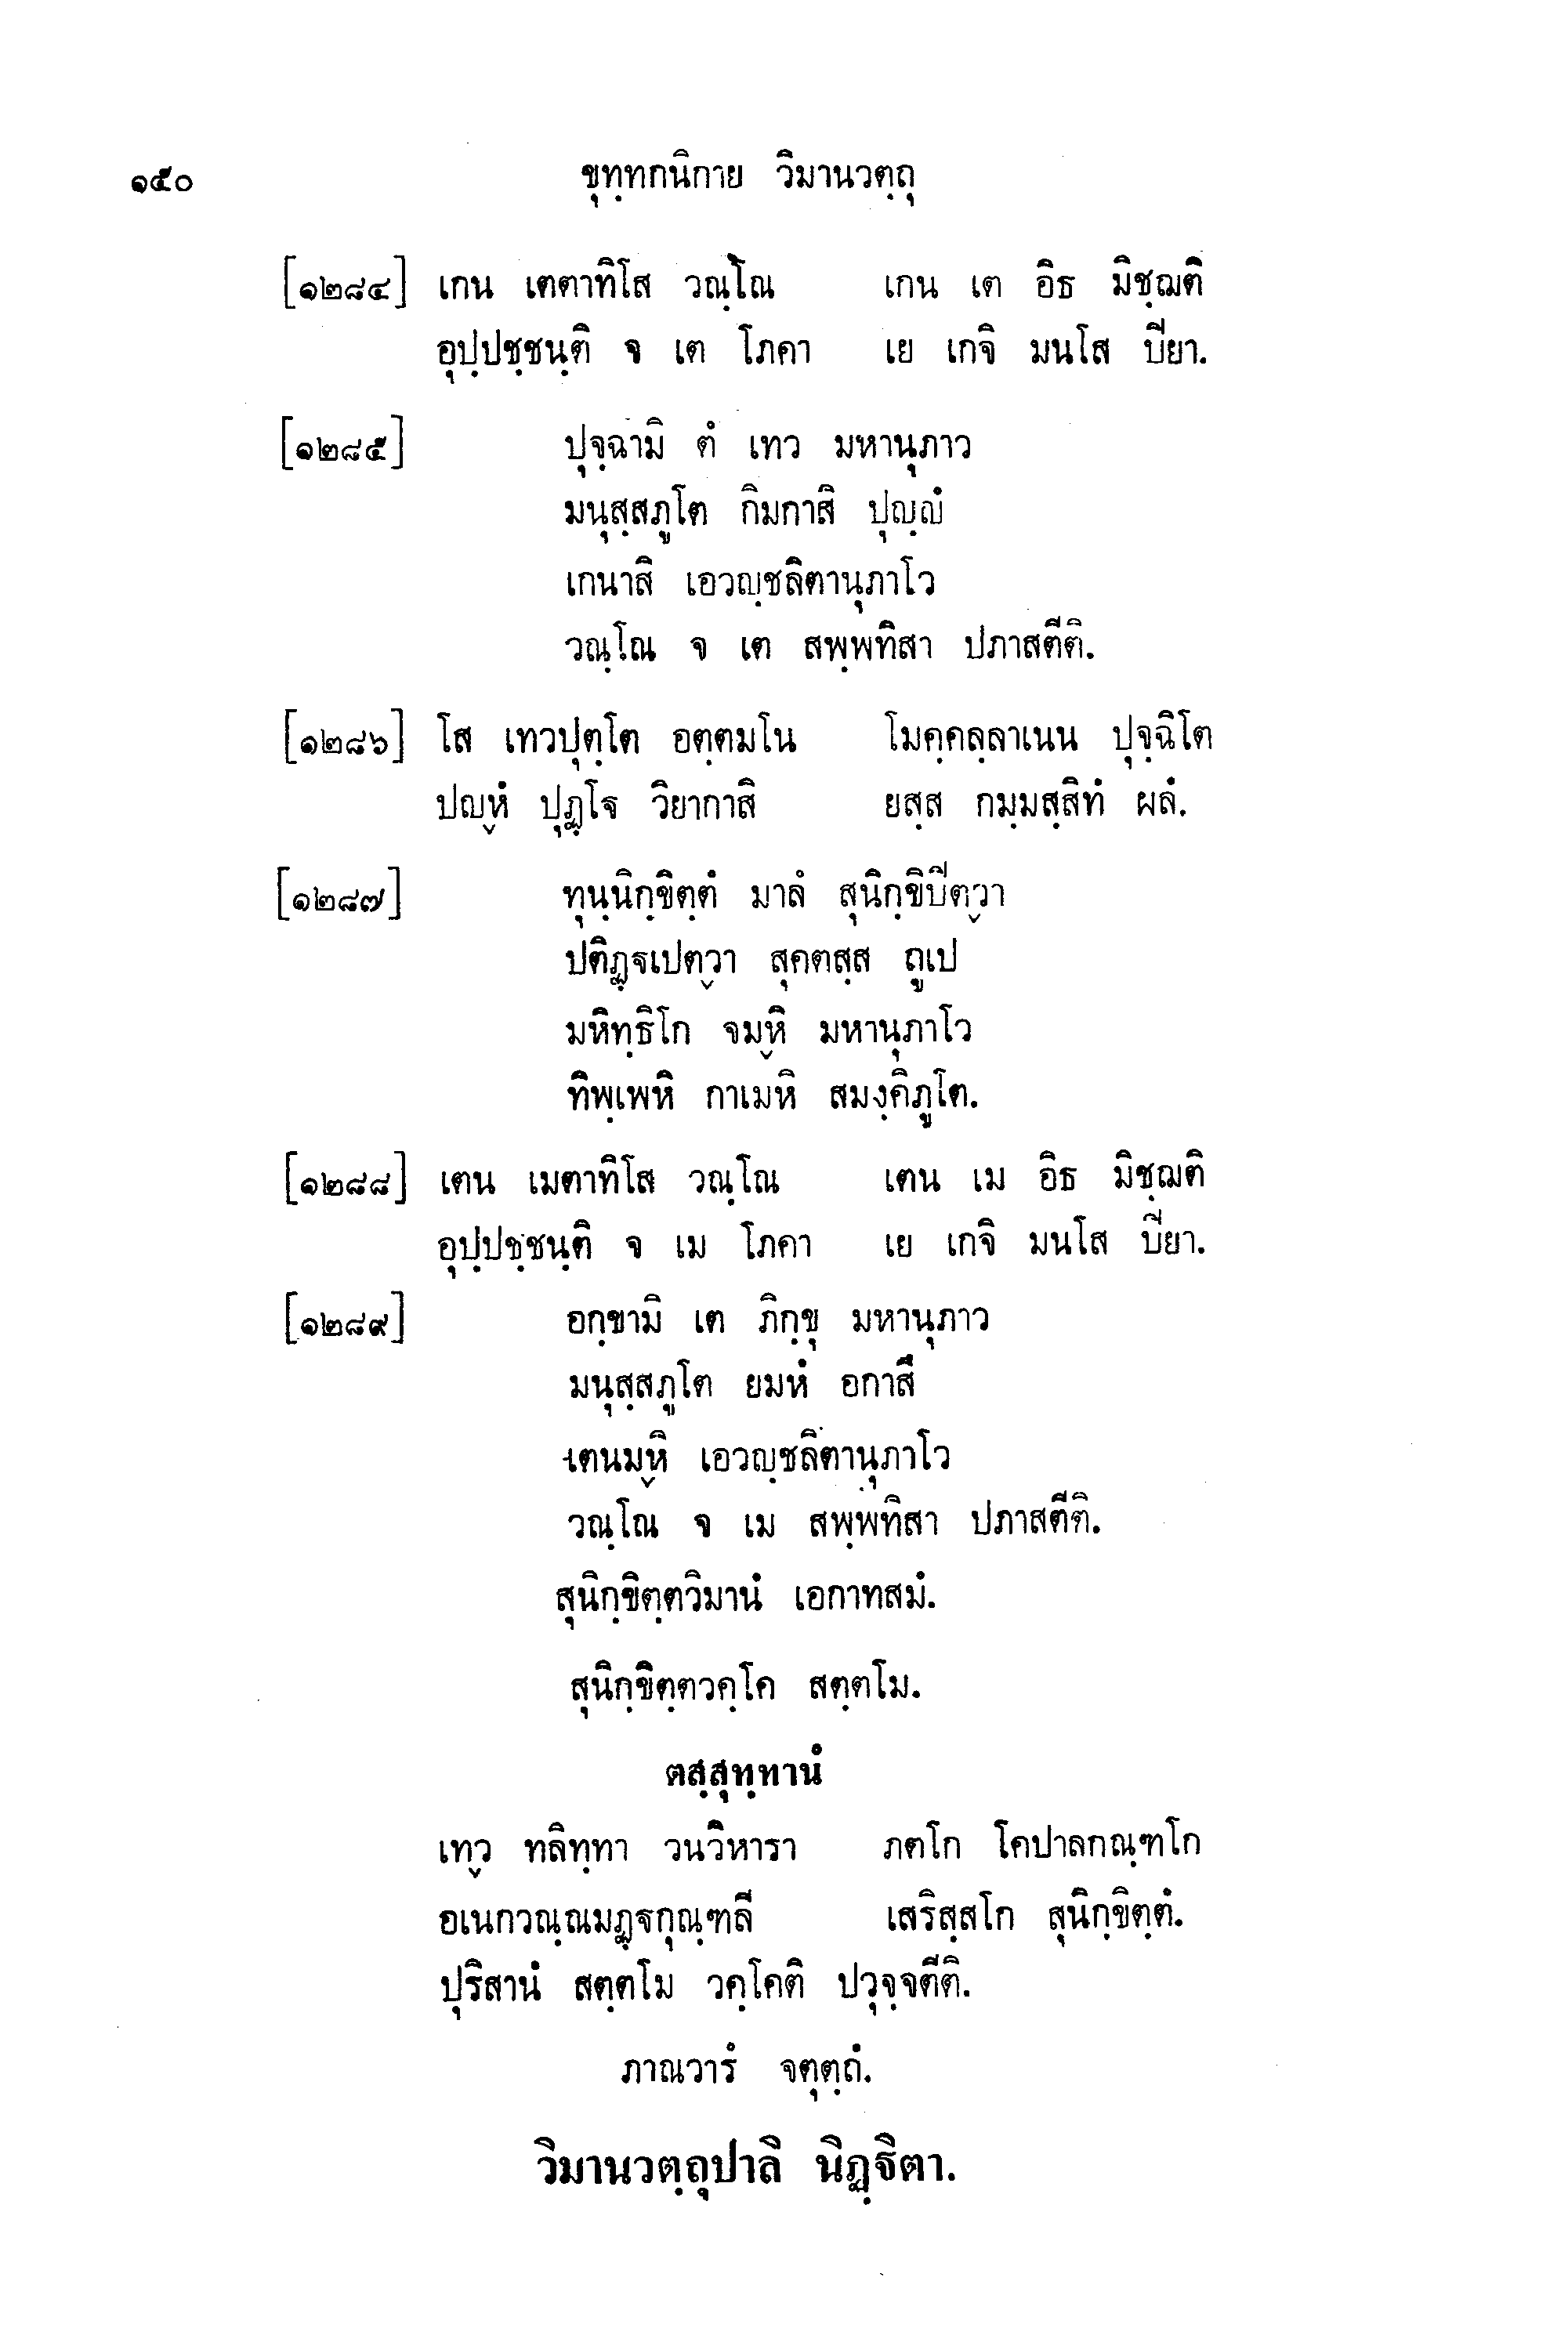 ๑๕๐ ขุทฺทกนิกาย วิมานวตฺถุ
[๑๒๘๔] เกน เตตาทิโส วณฺโณ เกน เต อิธ มิชฺฌติ
อุปฺปชฺชนฺติ จ เต โภคา เย เกจิ มนโส ปิยา.
[๑๒๘๕] ปุจฺฉามิ ตํ เทว มหานุภาว
มนุสฺสภูโต กิมกาสิ ปุญฺญํ
เกนาสิ เอวญฺชลิตานุภาโว
วณฺโณ จ เต สพฺพทิสา ปภาสตีติ.
[๑๒๘๖] โส เทวปุตฺโต อตฺตมโน โมคฺคลฺลาเนน ปุจฺฉิโต
ปญฺหํ ปุฏฺโฐ วิยากาสิ ยสฺส กมฺมสฺสิทํ ผลํ.
[๑๒๘๗] ทุนฺนิกฺขิตฺตํ มาลํ สุนิกฺขิปิตฺวา
ปติฏฺฐเปตฺวา สุคตสฺส ถูเป
มหิทฺธิโก จมฺหิ มหานุภาโว
ทิพฺเพหิ กาเมหิ สมงฺคิภูโต.
[๑๒๘๘] เตน เมตาทิโส วณฺโณ เตน เม อิธ มิชฺฌติ
อุปฺปชฺชนฺติ จ เม โภคา เย เกจิ มนโส ปิยา.
[๑๒๘๙] อกฺขามิ เต ภิกฺขุ มหานุภาว
มนุสฺสภูโต ยมหํ อกาสึ
เตนมฺหิ เอวญฺชลิตานุภาโว
วณฺโณ จ เม สพฺพทิสา ปภาสตีติ.
สุนิกฺขิตฺตวิมานํ เอกาทสมํ.
สุนิกฺขิตฺตวคฺโค สตฺตโม.
ตสฺสุทฺทานํ
เทฺว ทลิทฺทา วนวิหารา ภตโก โคปาลกณฺฑโก
อเนกวณฺณมฏฺฐกุณฺฑลี เสริสฺสโก สุนิกฺขิตฺตํ.
ปุริสานํ สตฺตโม วคฺโคติ ปวุจฺจตีติ.
ภาณวารํ จตุตฺถํ.
วิมานวตฺถุปาลิ นิฏฺฐิตา.